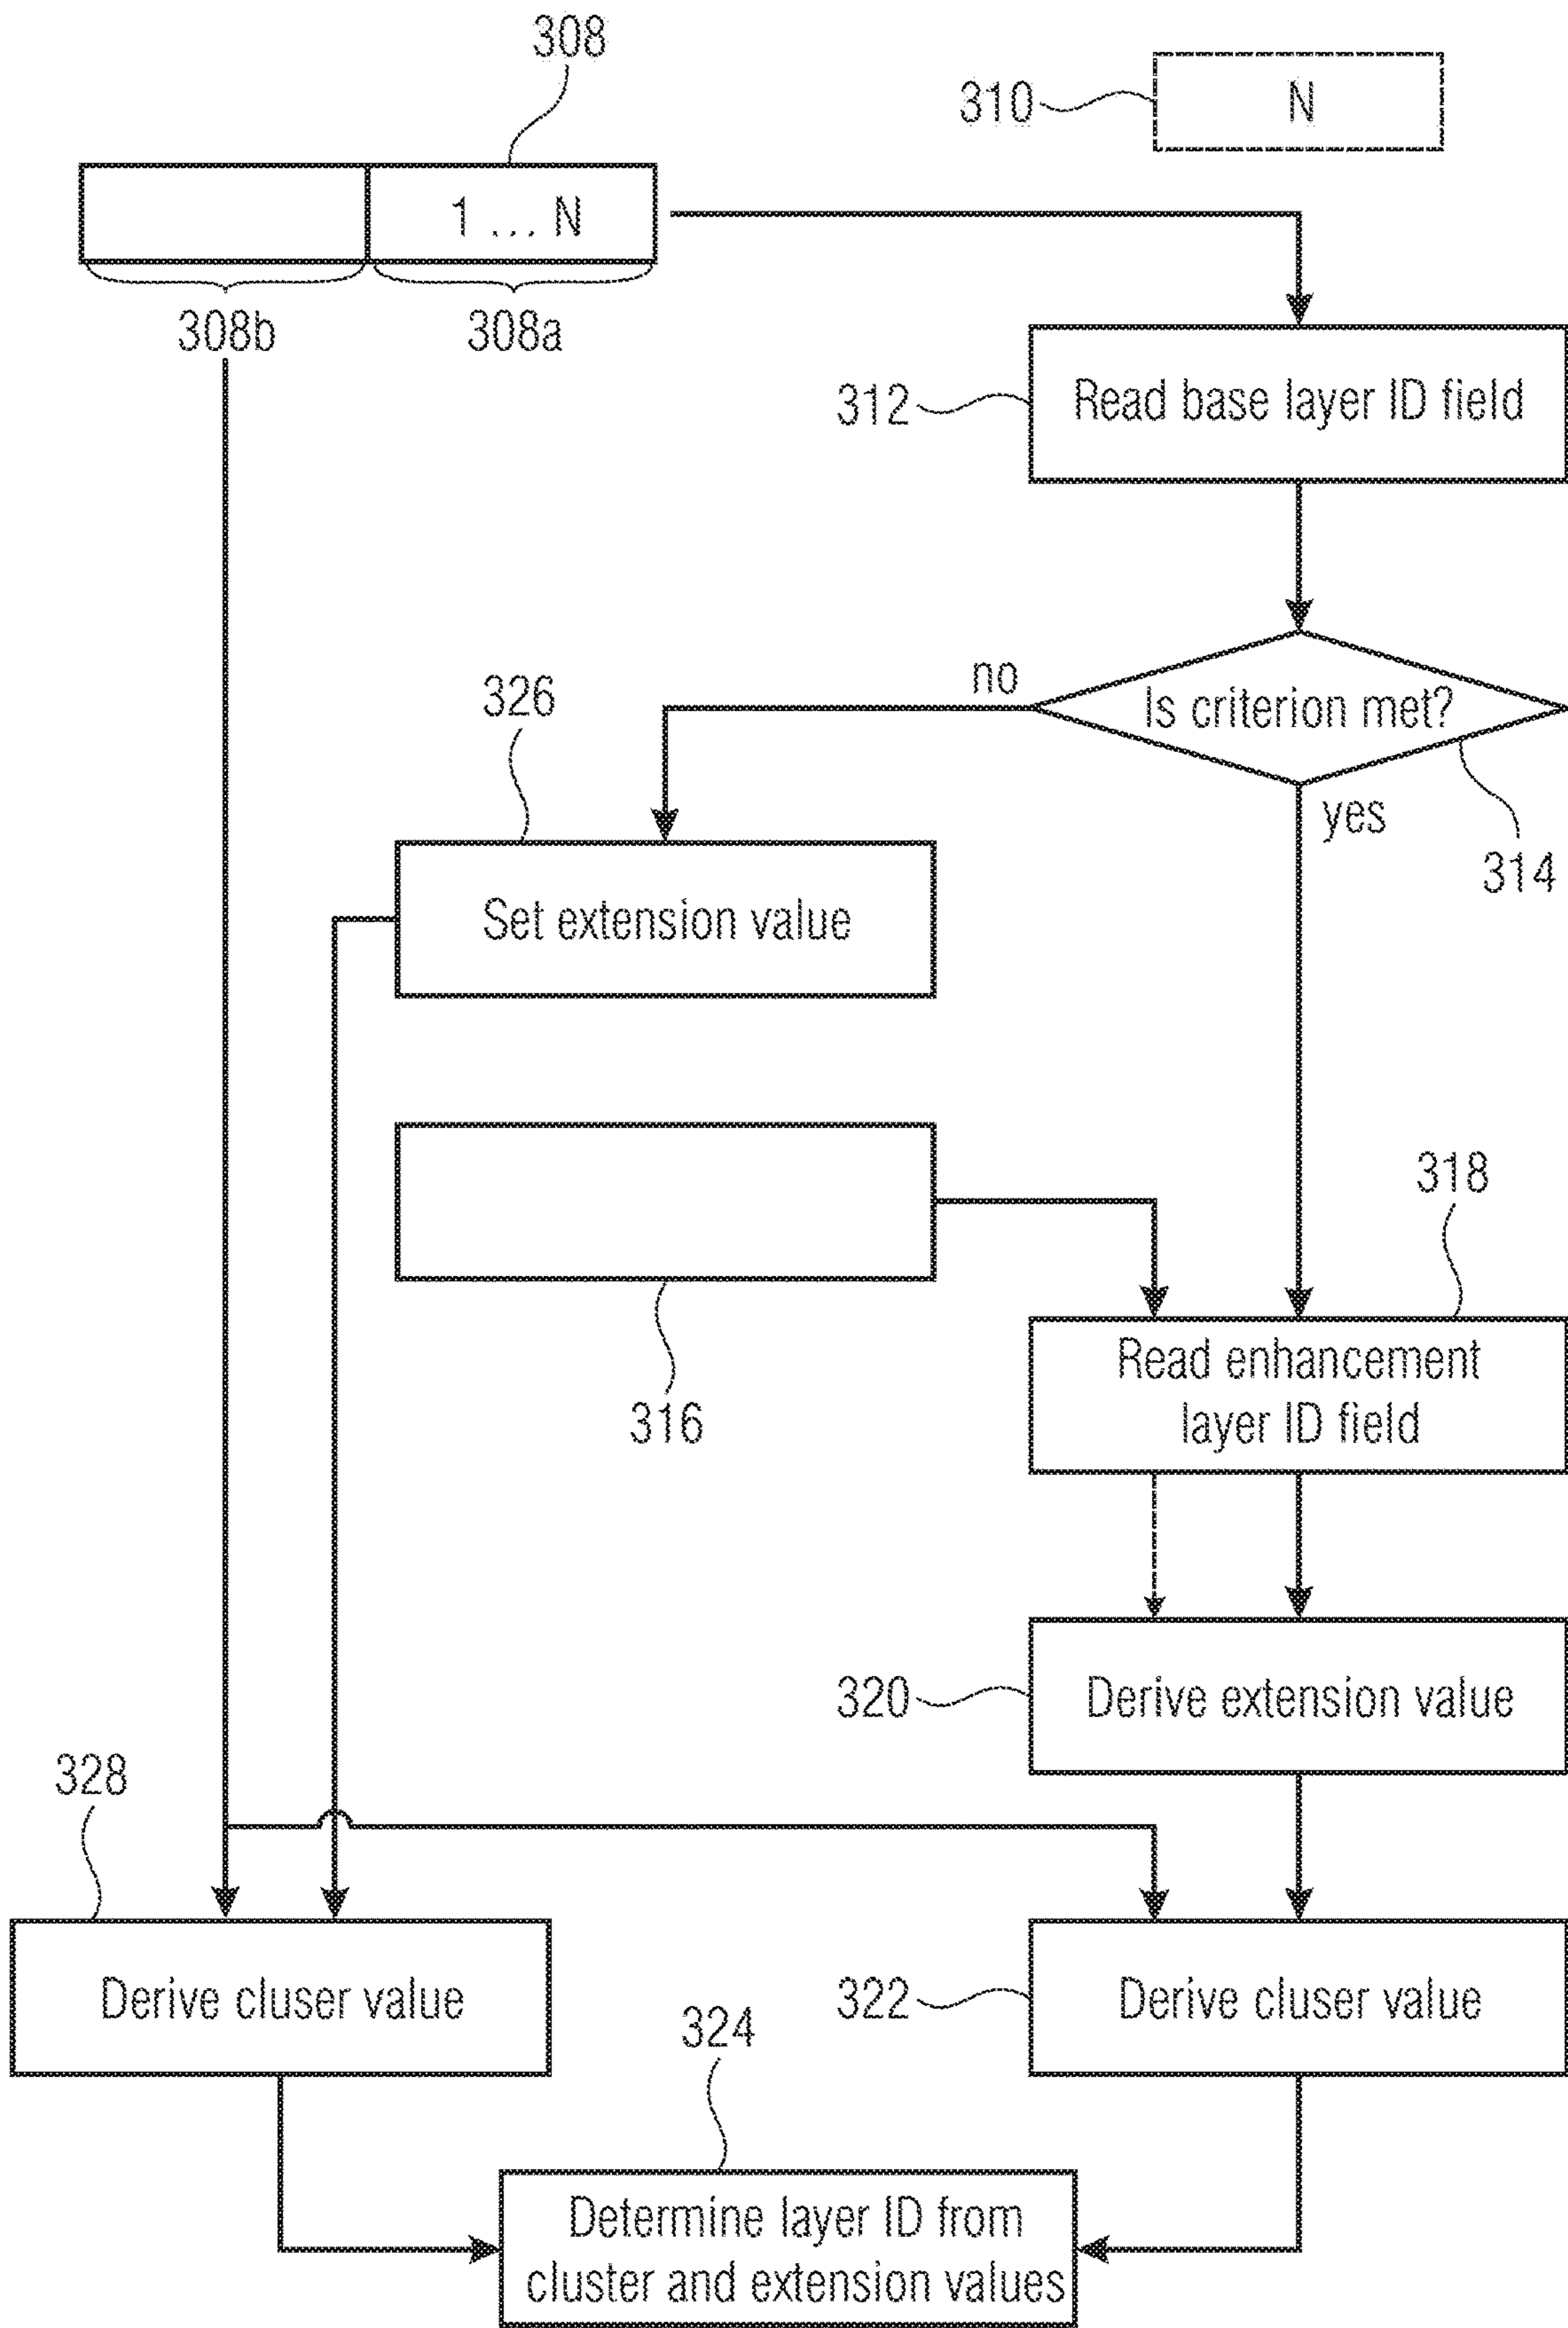 308
310
N
1 ... N
308b
308a
312
Read base layer ID field
no
Is criterion met?
326
yes
314
Set extension value
318
316
Read enhancement
layer ID field
320
Derive extension value
328
Derive cluser value
322
Derive cluser value
324
Determine layer ID from
cluster and extension values